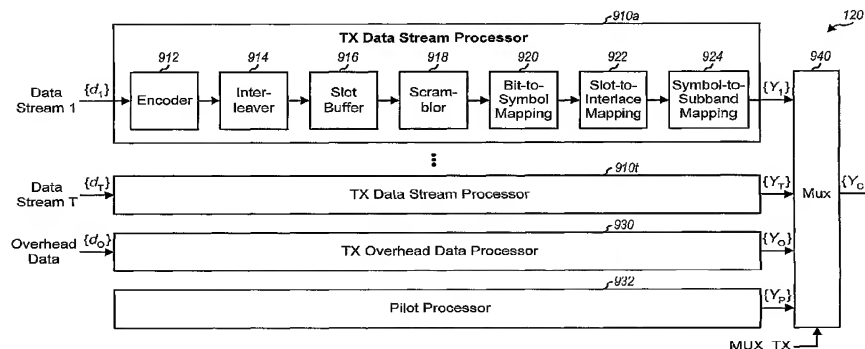 910a
120
TX Data Stream Processor
912 914 916 918 920 922 924 940
Data Stream 1
{d1}
Encoder
Inter-leaver
Slot Buffer
Scram-blor
Bit-to-Symbol Mapping
Slot-to-Interlace Mapping
Symbol-to-Subband Mapping
{Y1}
910t
Data Stream T
{dT}
TX Data Stream Processor
{YT}
Mux
{YC
930
Overhead Data
{dO}
TX Overhead Data Processor
{YO}
932
Pilot Processor
{YP}
MUX_TX